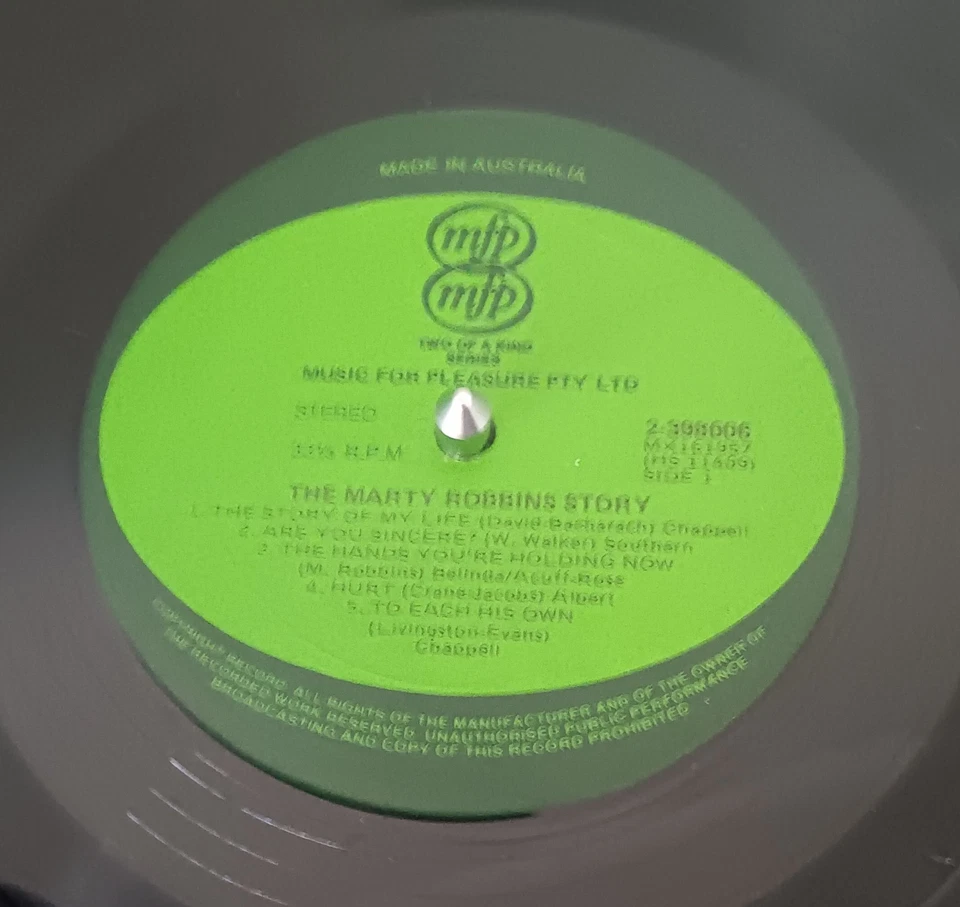 MADE IN AUSTRALIA
mfp
mfp
TWO OF A KIND
SERIES
MUSIC FOR PLEASURE PTY LTD
STEREO
33⅓ R.P.M
2-398006
MX161957
SIDE 1
THE MARTY ROBBINS STORY
1. THE STORY OF MY LIFE (David-Bacharach) Chappell
2. ARE YOU SINCERE? (W. Walker) Southern
3. THE HANDS YOU'RE HOLDING NOW
(M. Robbins) Belinda/Acuff-Rose
4. HURT (Crane-Jacobs) Albert
5. TO EACH HIS OWN
(Livingston-Evans)
Chappell
COPYRIGHT RECORD. ALL RIGHTS OF THE MANUFACTURER AND OF THE OWNER OF
THE RECORDED WORK RESERVED. UNAUTHORISED PUBLIC PERFORMANCE
BROADCASTING AND COPY OF THIS RECORD PROHIBITED